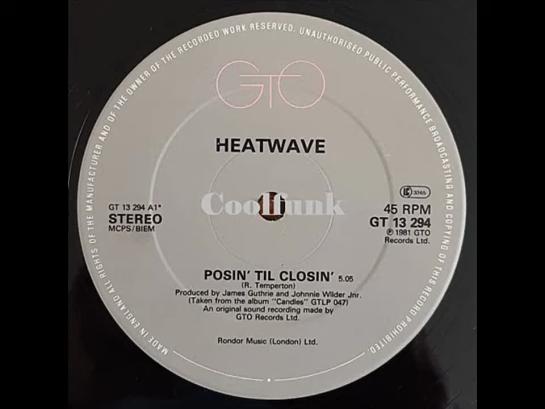 ALL RIGHTS OF THE MANUFACTURER AND OF THE OWNER OF THE RECORDED WORK RESERVED. UNAUTHORISED PUBLIC PERFORMANCE BROADCASTING AND COPYING OF THIS RECORD PROHIBITED.
MADE IN ENGLAND
GTO
HEATWAVE
GT 13 294 A1*
STEREO
MCPS/BIEM
Coolfunk
45 RPM
GT 13 294
℗ 1981 GTO
Records Ltd.
POSIN' TIL CLOSIN' 5.05
(R. Temperton)
Produced by James Guthrie and Johnnie Wilder Jnr.
(Taken from the album "Candles" GTLP 047)
An original sound recording made by
GTO Records Ltd.
Rondor Music (London) Ltd.